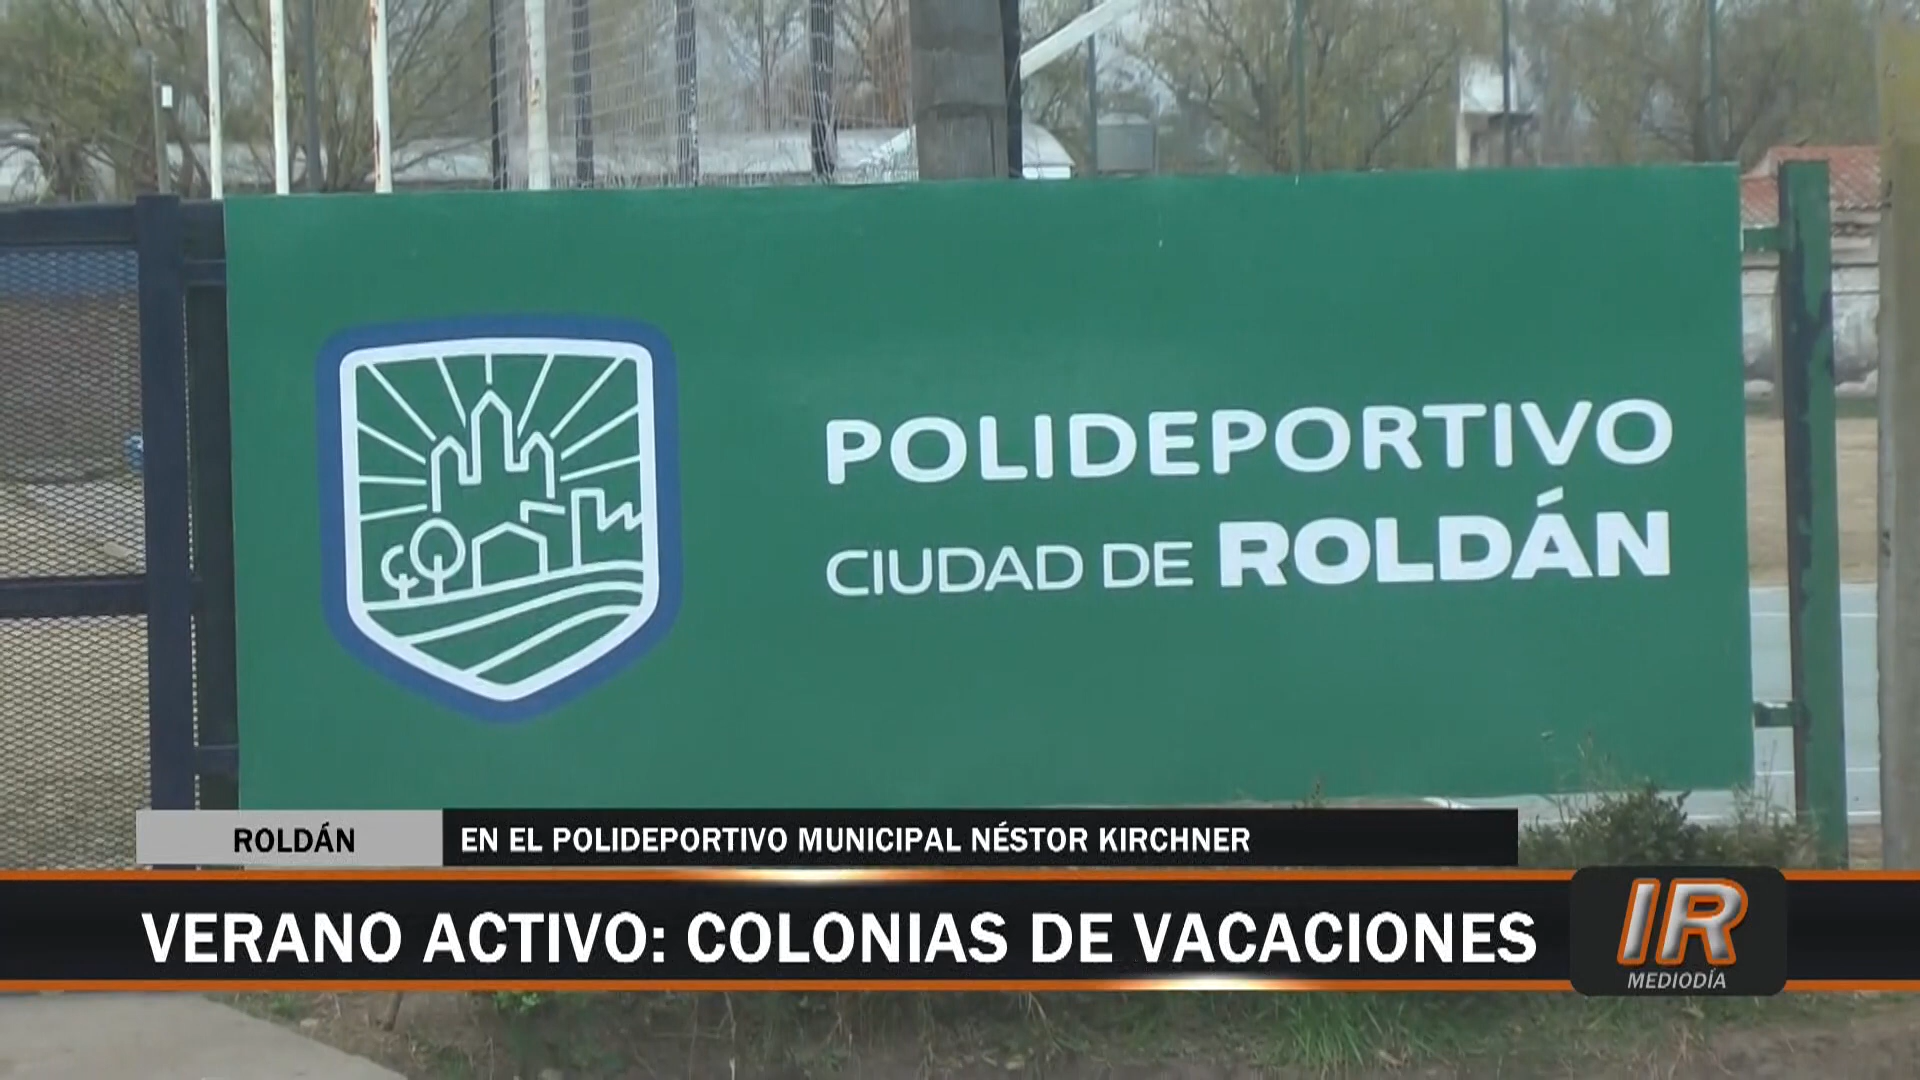 POLIDEPORTIVO
CIUDAD DE ROLDÁN
ROLDÁN
EN EL POLIDEPORTIVO MUNICIPAL NÉSTOR KIRCHNER
VERANO ACTIVO: COLONIAS DE VACACIONES
IR
MEDIODÍA